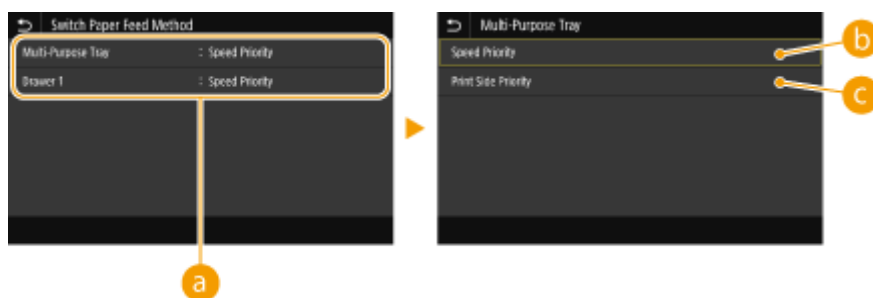 Switch Paper Feed Method
Multi-Purpose Tray : Speed Priority
Drawer 1 : Speed Priority
a
Multi-Purpose Tray
Speed Priority
b
Print Side Priority
c